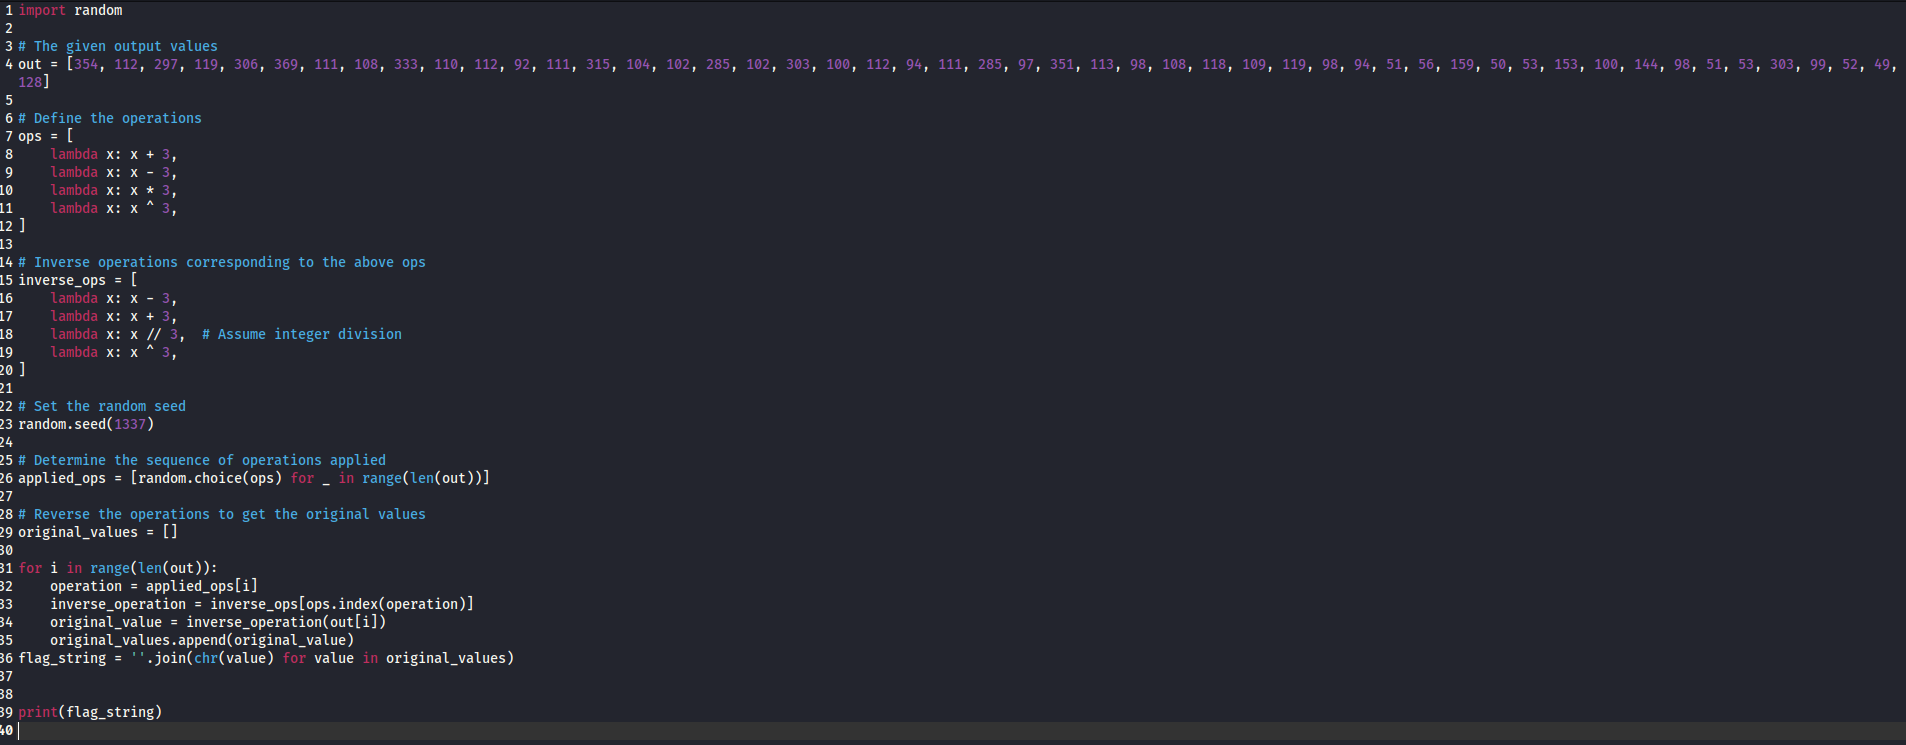 1 import random
2
3 # The given output values
4 out = [354, 112, 297, 119, 306, 369, 111, 108, 333, 110, 112, 92, 111, 315, 104, 102, 285, 102, 303, 100, 112, 94, 111, 285, 97, 351, 113, 98, 108, 118, 109, 119, 98, 94, 51, 56, 159, 50, 53, 153, 100, 144, 98, 51, 53, 303, 99, 52, 49,
128]
5
6 # Define the operations
7 ops = [
8     lambda x: x + 3,
9     lambda x: x - 3,
10     lambda x: x * 3,
11     lambda x: x ^ 3,
12 ]
13
14 # Inverse operations corresponding to the above ops
15 inverse_ops = [
16     lambda x: x - 3,
17     lambda x: x + 3,
18     lambda x: x // 3,  # Assume integer division
19     lambda x: x ^ 3,
20 ]
21
22 # Set the random seed
23 random.seed(1337)
24
25 # Determine the sequence of operations applied
26 applied_ops = [random.choice(ops) for _ in range(len(out))]
27
28 # Reverse the operations to get the original values
29 original_values = []
30
31 for i in range(len(out)):
32     operation = applied_ops[i]
33     inverse_operation = inverse_ops[ops.index(operation)]
34     original_value = inverse_operation(out[i])
35     original_values.append(original_value)
36 flag_string = ''.join(chr(value) for value in original_values)
37
38
39 print(flag_string)
40